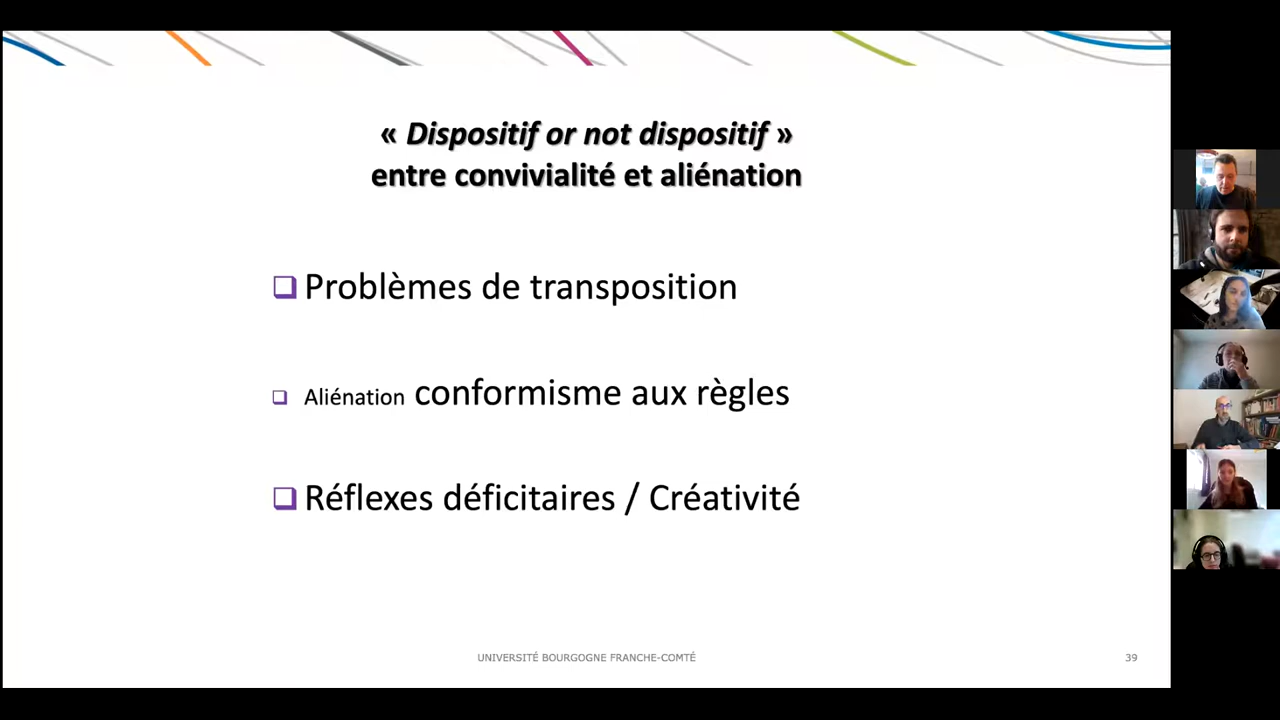 « Dispositif or not dispositif »
entre convivialité et aliénation
Problèmes de transposition
Aliénation conformisme aux règles
Réflexes déficitaires / Créativité
UNIVERSITÉ BOURGOGNE FRANCHE-COMTÉ
39